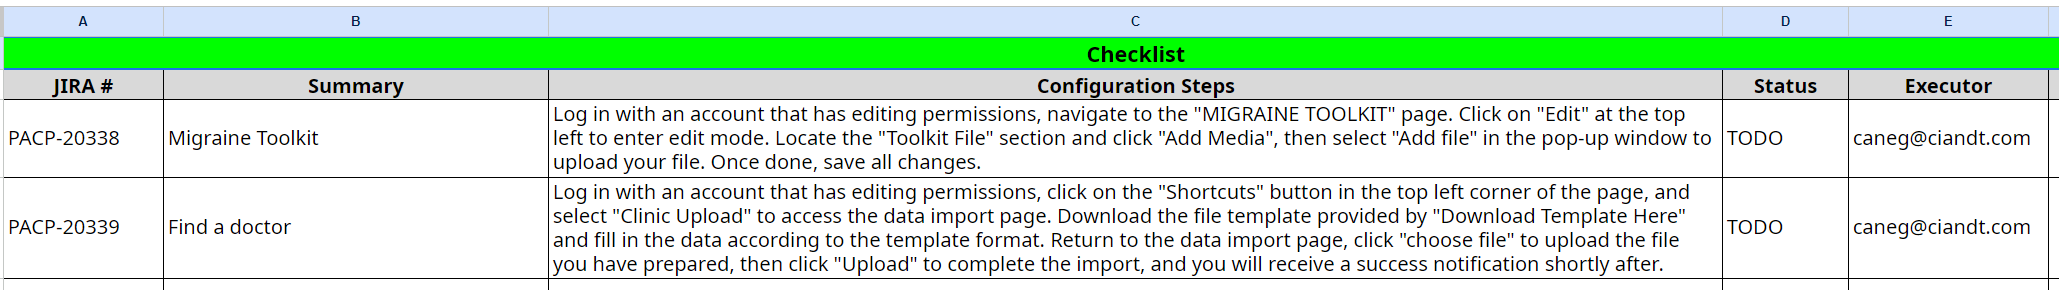 A B C D E
Checklist
JIRA # Summary Configuration Steps Status Executor
PACP-20338
Migraine Toolkit
Log in with an account that has editing permissions, navigate to the "MIGRAINE TOOLKIT" page. Click on "Edit" at the top
left to enter edit mode. Locate the "Toolkit File" section and click "Add Media", then select "Add file" in the pop-up window to
upload your file. Once done, save all changes.
TODO
caneg@ciandt.com
PACP-20339
Find a doctor
Log in with an account that has editing permissions, click on the "Shortcuts" button in the top left corner of the page, and
select "Clinic Upload" to access the data import page. Download the file template provided by "Download Template Here"
and fill in the data according to the template format. Return to the data import page, click "choose file" to upload the file
you have prepared, then click "Upload" to complete the import, and you will receive a success notification shortly after.
TODO
caneg@ciandt.com